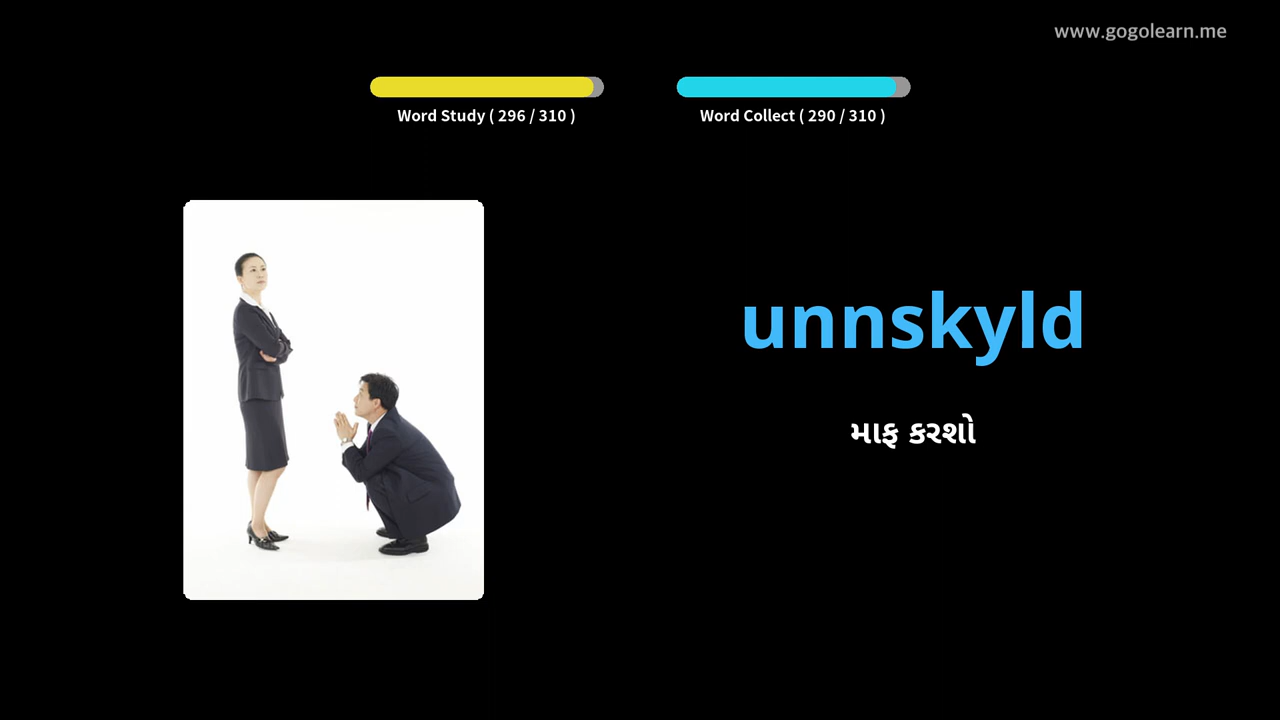 www.gogolearn.me
Word Study ( 296 / 310 )
Word Collect ( 290 / 310 )
unnskyld
માફ કરશો